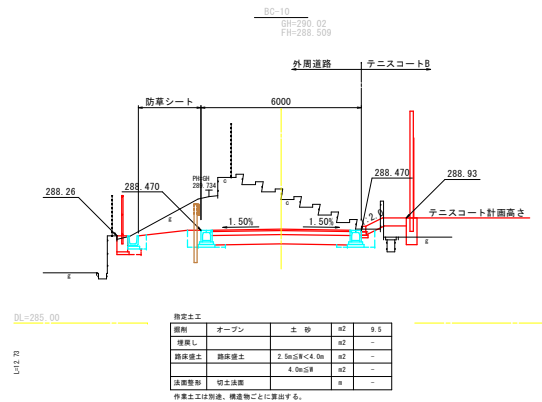 BC-10
GH=290.02
FH=288.509
外周道路 テニスコートB
防草シート 6000
PH=GH
289.734
288.26 288.470 288.470 288.93
1.50% 1.50%
テニスコート計画高さ
c
c
g
g
g
g
DL=285.00
L=12.73
指定土工
掘削 オープン 土 砂 m2 9.5
埋戻し m2 -
路床盛土 路床盛土 2.5m≦W<4.0m m2 -
4.0m≦W m2 -
法面整形 切土法面 m -
作業土工は別途、構造物ごとに算出する。